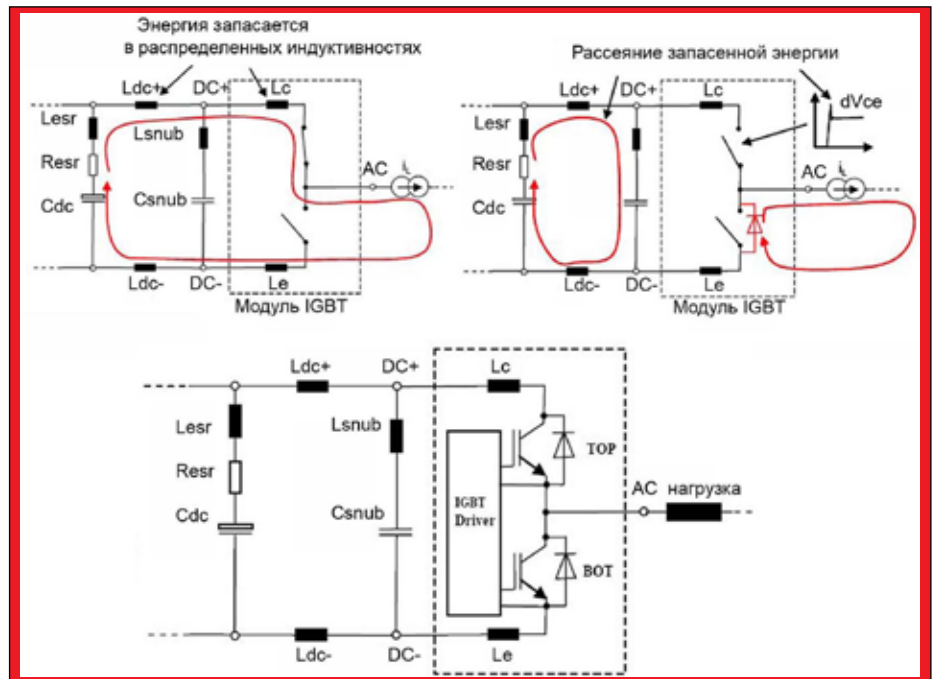 Энергия запасается
в распределенных индуктивностях
Ldc+
DC+
Lc
Lesr
Lsnub
Resr
AC
iL
Cdc
Csnub
Ldc-
DC-
Le
Модуль IGBT
Рассеяние запасенной энергии
Ldc+
DC+
Lc
dVce
Lesr
Resr
AC
iL
Cdc
Ldc-
DC-
Le
Модуль IGBT
Ldc+
DC+
Lc
Lesr
Lsnub
TOP
Resr
AC нагрузка
IGBT
Driver
Cdc
Csnub
BOT
Ldc-
DC-
Le